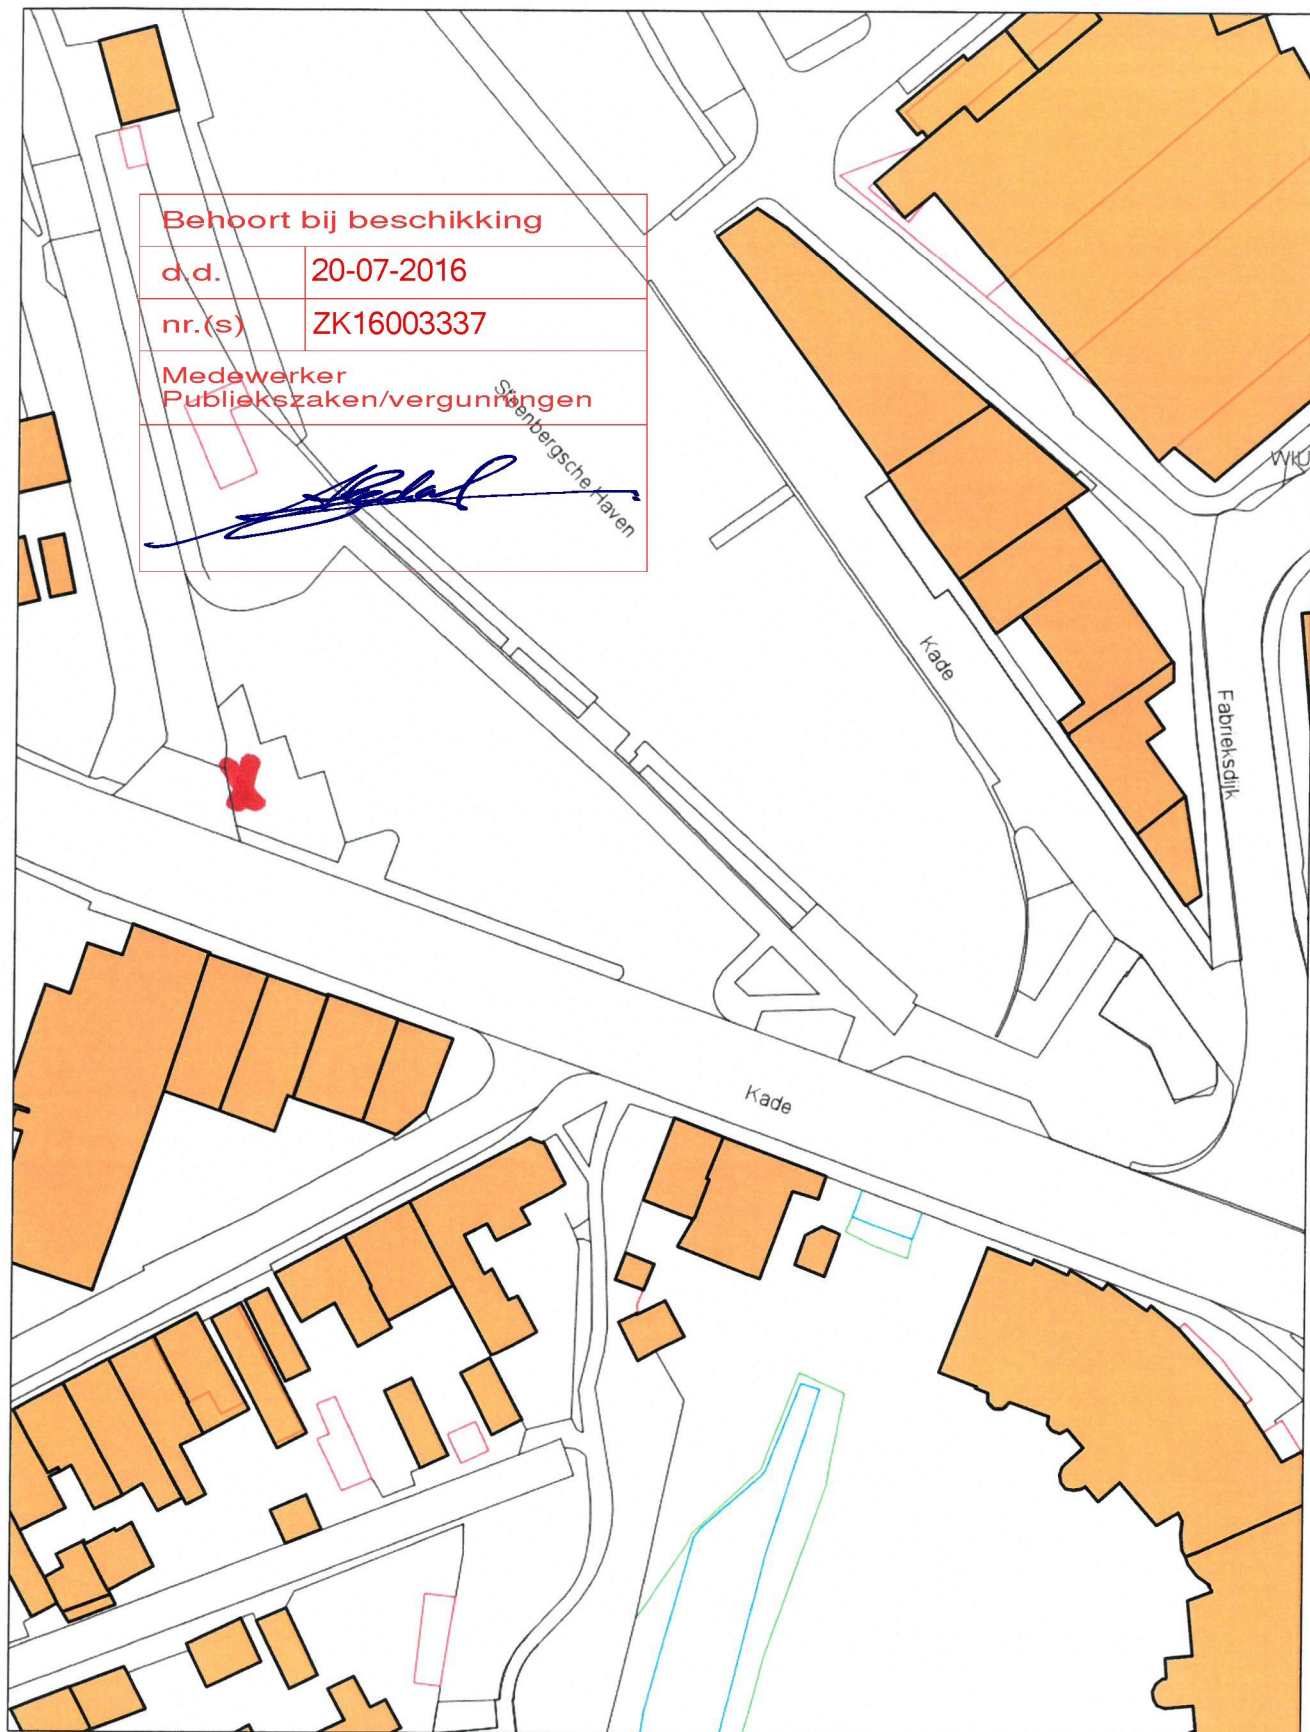 Behoort bij beschikking
d.d. 20-07-2016
nr.(s) ZK16003337
Medewerker
Publiekszaken/vergunningen
Steenbergsche Haven
Kade
Fabrieksdijk
Kade